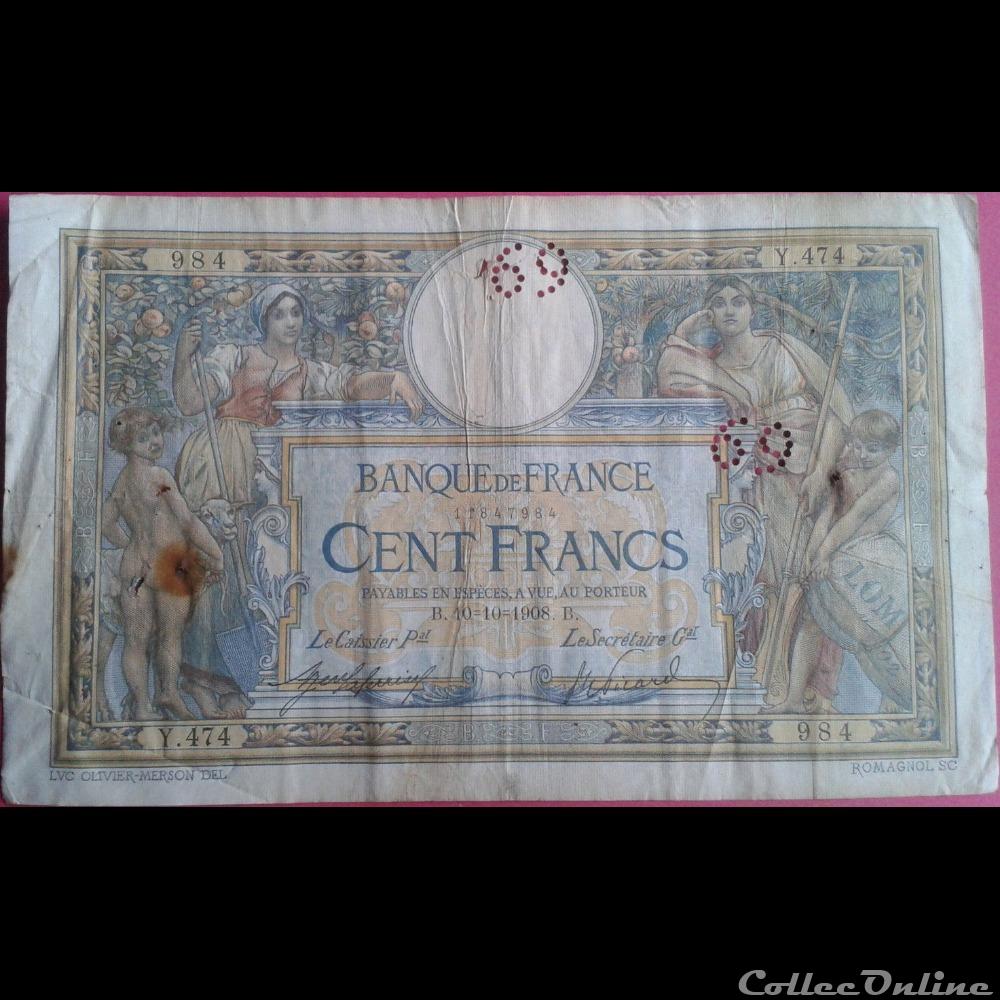 984 Y.474
BANQUE DE FRANCE
11847984
CENT FRANCS
PAYABLES EN ESPÈCES, A VUE, AU PORTEUR
B. 10=10=1908. B.
Le Caissier Pal Le Secrétaire Gal
Y.474 B F 984
LVC OLIVIER-MERSON DEL. ROMAGNOL SC
ColleeOnline